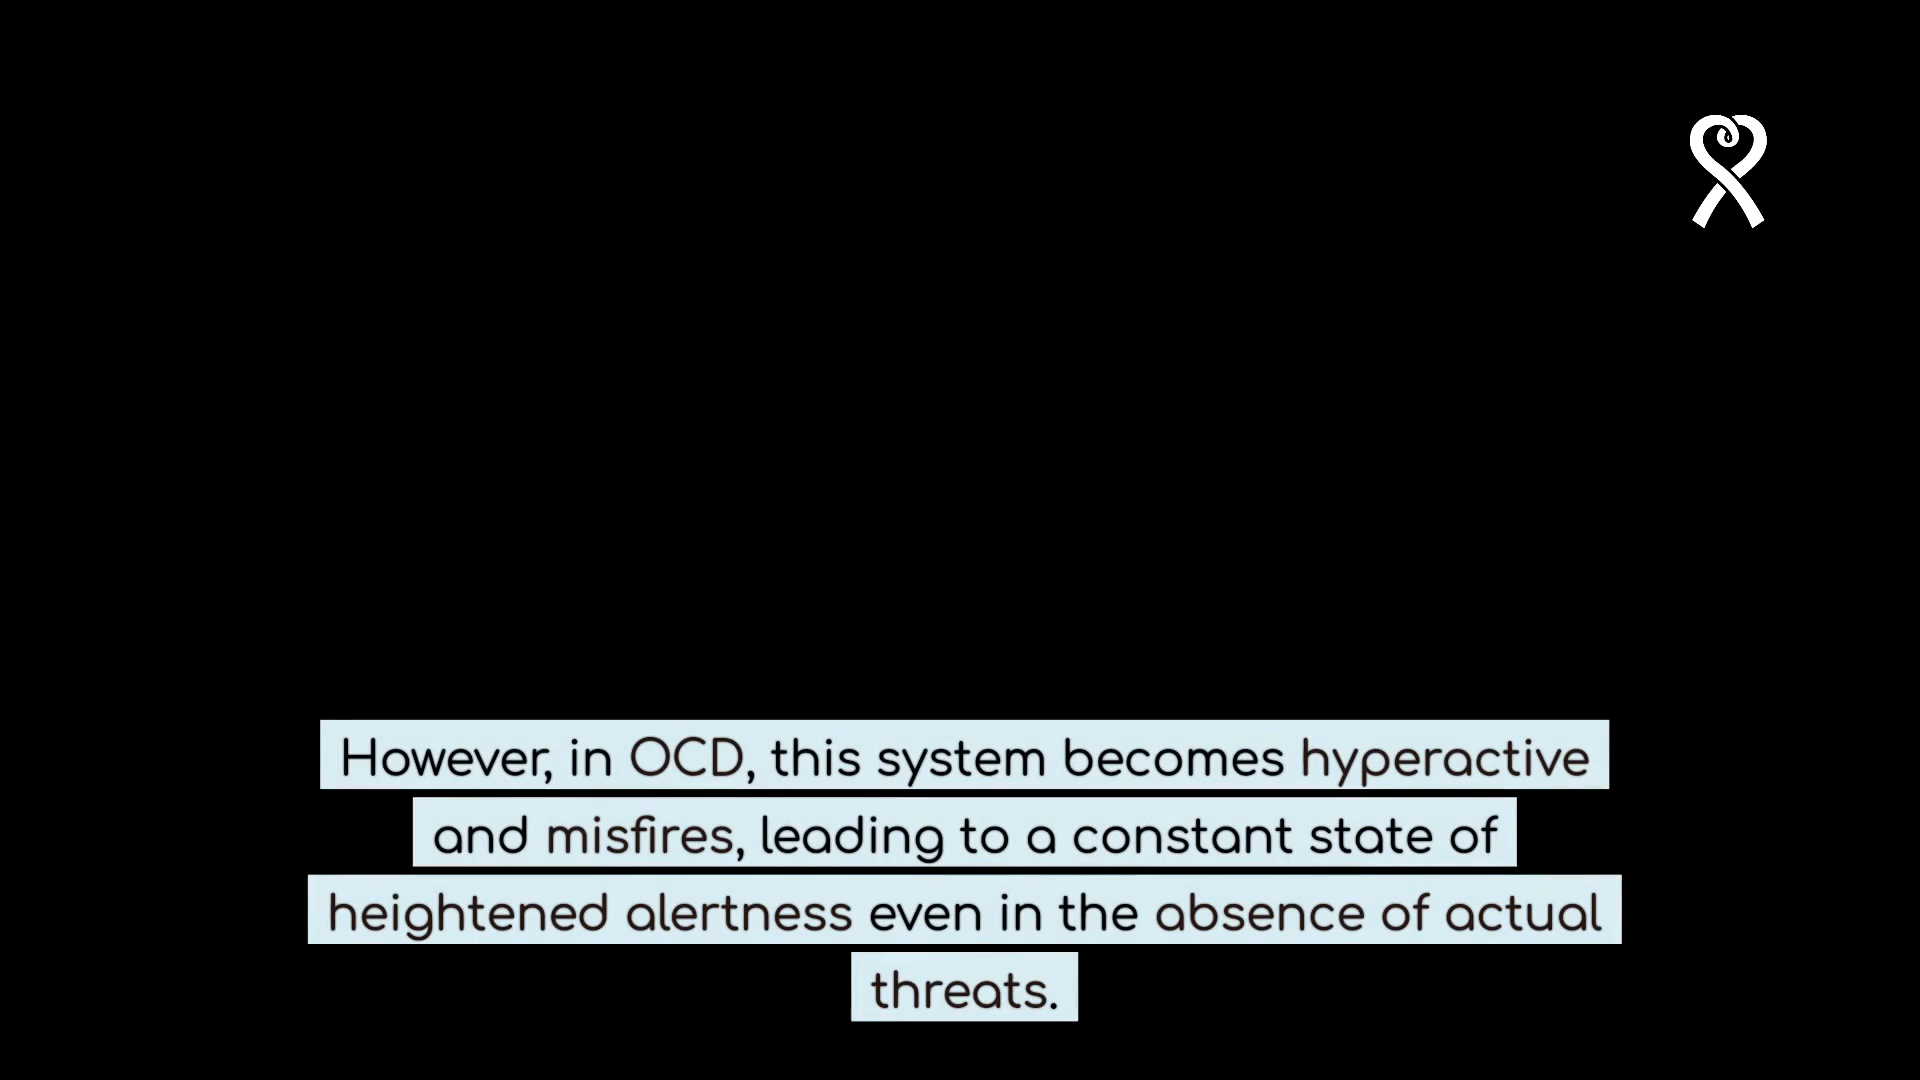 However, in OCD, this system becomes hyperactive
and misfires, leading to a constant state of
heightened alertness even in the absence of actual
threats.